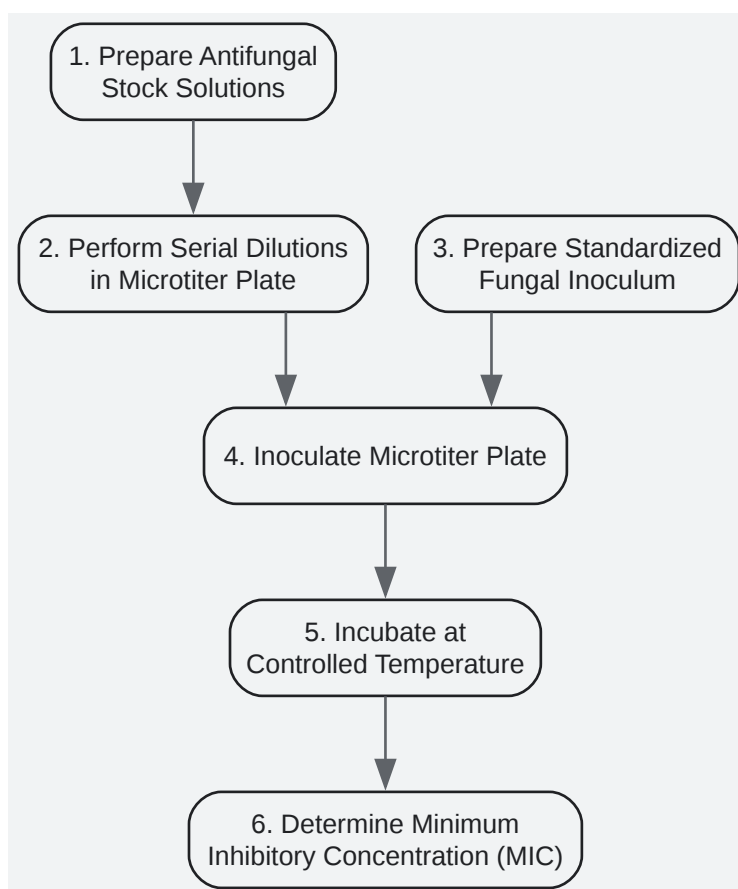 1. Prepare Antifungal
Stock Solutions
2. Perform Serial Dilutions
in Microtiter Plate
3. Prepare Standardized
Fungal Inoculum
4. Inoculate Microtiter Plate
5. Incubate at
Controlled Temperature
6. Determine Minimum
Inhibitory Concentration (MIC)